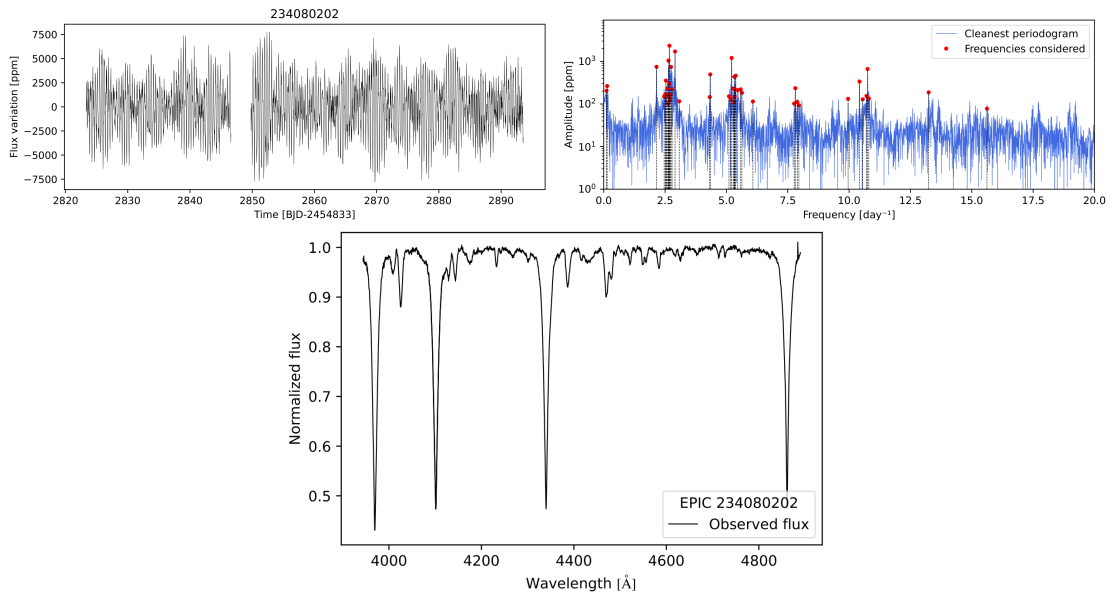 234080202
Flux variation [ppm]
7500
5000
2500
0
−2500
−5000
−7500
2820 2830 2840 2850 2860 2870 2880 2890
Time [BJD-2454833]
Amplitude [ppm]
10³
10²
10¹
10⁰
Cleanest periodogram
Frequencies considered
0.0 2.5 5.0 7.5 10.0 12.5 15.0 17.5 20.0
Frequency [day⁻¹]
Normalized flux
1.0
0.9
0.8
0.7
0.6
0.5
EPIC 234080202
Observed flux
4000 4200 4400 4600 4800
Wavelength [Å]